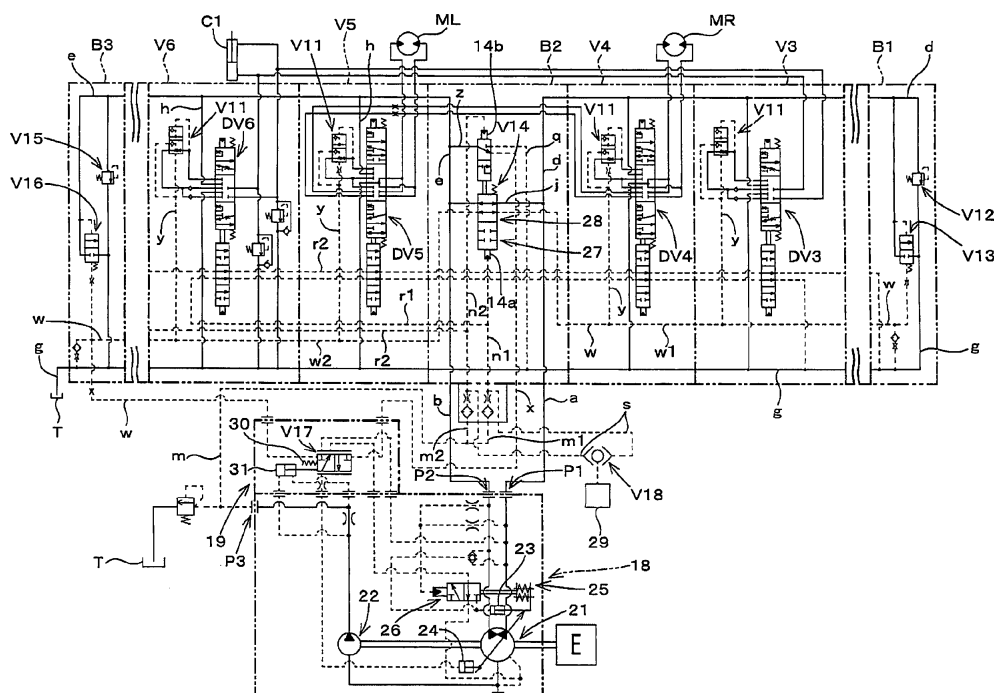 C1 ML MR
B3 V6 V5 B2 V4 V3 B1
V11 h 14b
e z V14 d
h V11 DV6 V11 V11
q
V15 d
e j
V16 28 V12
y y DV5 27 DV4 y DV3 V13
r2 14a y
r1 n2 w
w n1 w w1 g
g w2 r2
g
T w b x a
m V17 m2 m1 s
30
31 P2 P1
V18
19 29
T P3 23 18
25
22 26 21
24 E